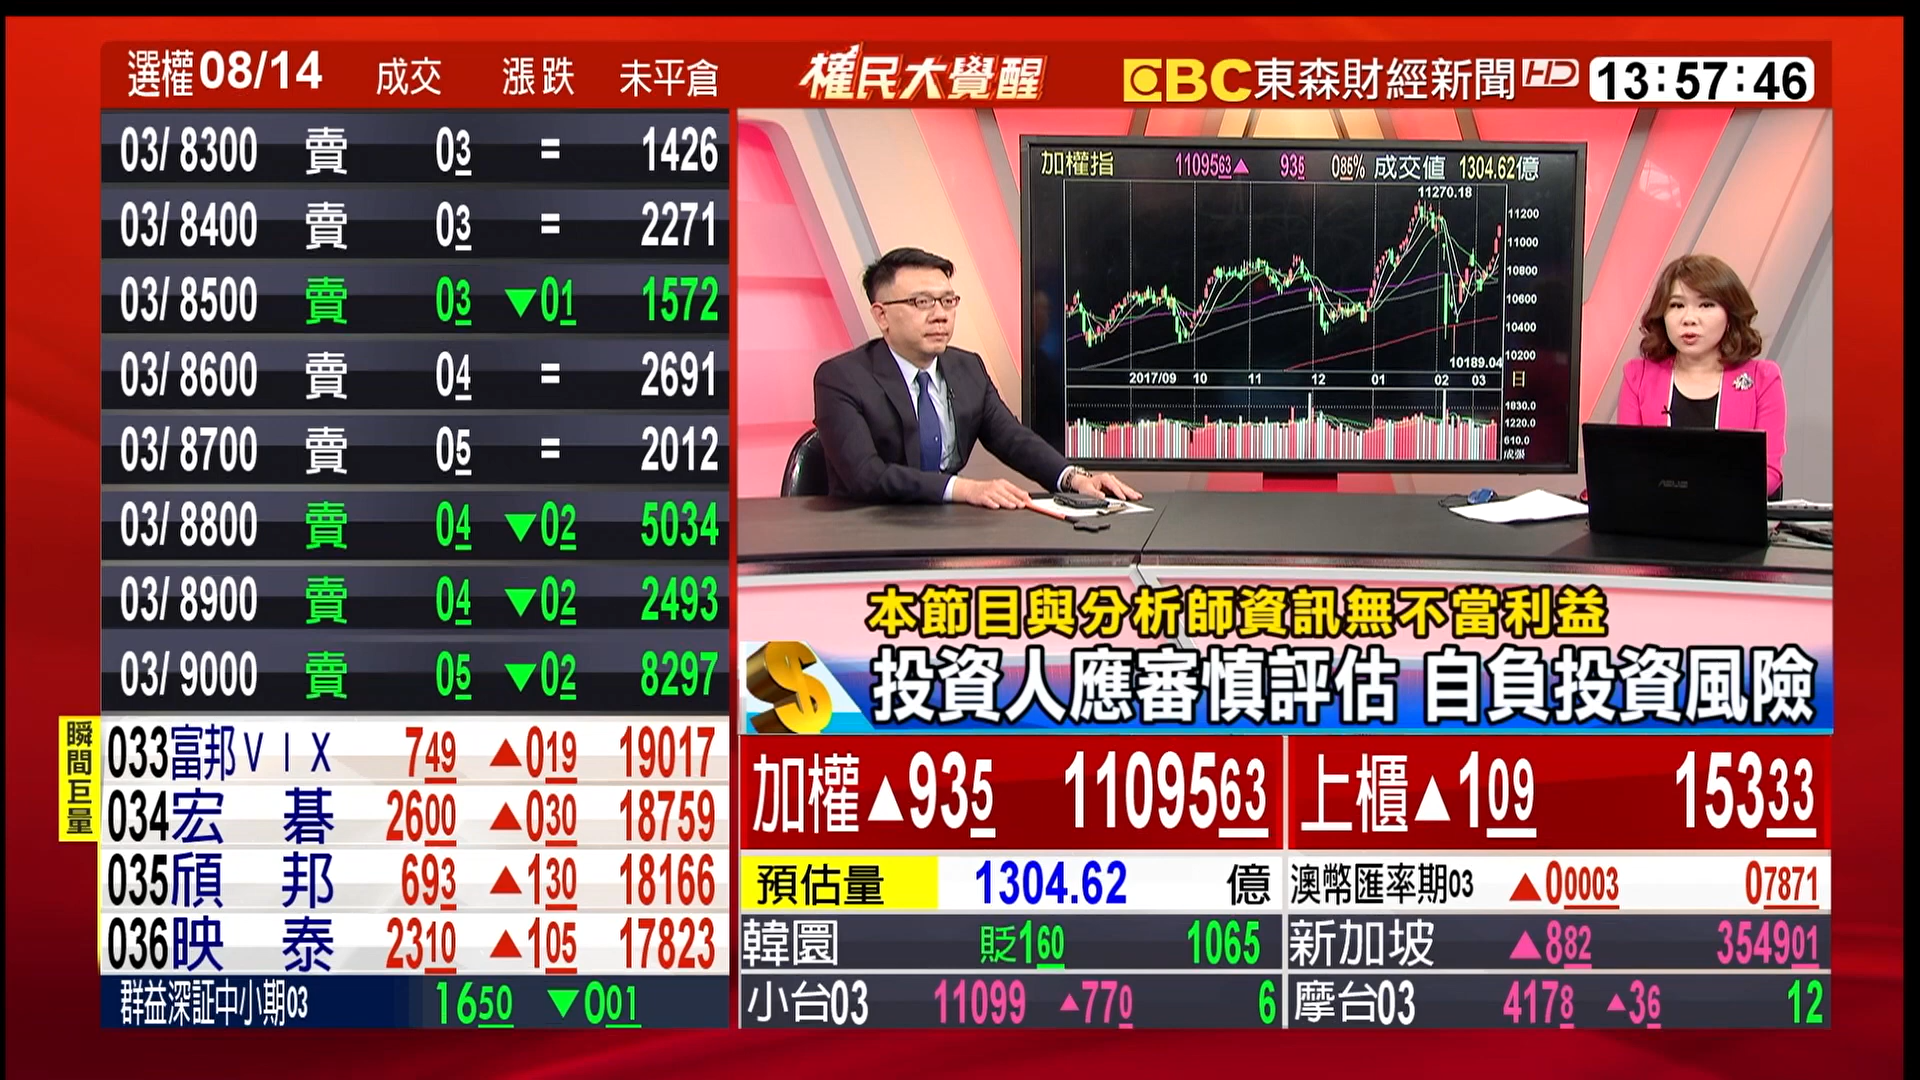 選權08/14 成交 漲跌 未平倉
權民大覺醒
EBC東森財經新聞HD 13:57:46
03/ 8300 賣 03 = 1426
03/ 8400 賣 03 = 2271
03/ 8500 賣 03 ▼01 1572
03/ 8600 賣 04 = 2691
03/ 8700 賣 05 = 2012
03/ 8800 賣 04 ▼02 5034
03/ 8900 賣 04 ▼02 2493
03/ 9000 賣 05 ▼02 8297
瞬間巨量
033富邦VIX 749 ▲019 19017
034宏碁 2600 ▲030 18759
035頎邦 693 ▲130 18166
036映泰 2310 ▲105 17823
群益深証中小期03 1650 ▼001
加權指 1109563▲ 935 085% 成交值 1304.62億
11270.18
11200
11000
10800
10600
10400
10200
10189.04
2017/09 10 11 12 01 02 03 日
1830.0
1220.0
610.0
成張
ASUS
本節目與分析師資訊無不當利益
投資人應審慎評估 自負投資風險
加權▲935 1109563
上櫃▲109 15333
預估量 1304.62 億
澳幣匯率期03 ▲00003 07871
韓圜 貶160 1065
新加坡 ▲882 354901
小台03 11099 ▲770 6
摩台03 4178 ▲36 12